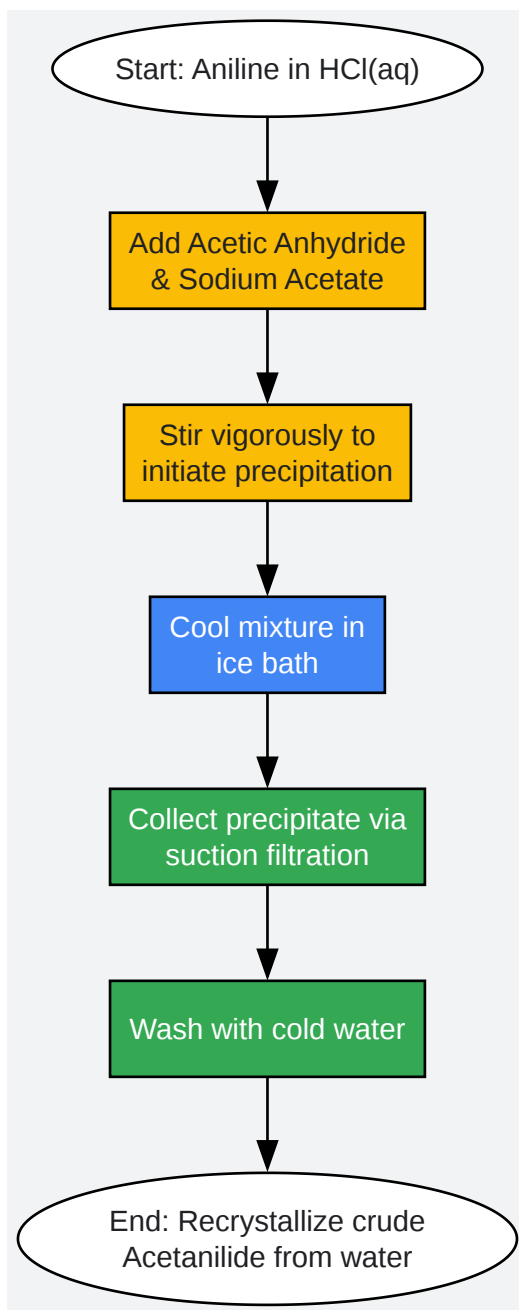 Start: Aniline in HCl(aq)
Add Acetic Anhydride
& Sodium Acetate
Stir vigorously to
initiate precipitation
Cool mixture in
ice bath
Collect precipitate via
suction filtration
Wash with cold water
End: Recrystallize crude
Acetanilide from water